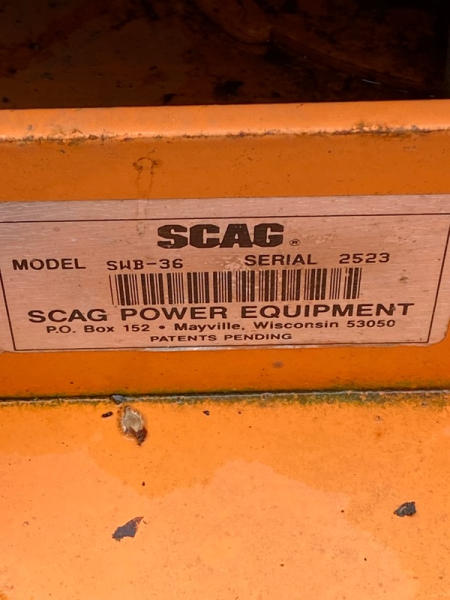 SCAG®
MODEL SWB-36 SERIAL 2523
SCAG POWER EQUIPMENT
P.O. Box 152 • Mayville, Wisconsin 53050
PATENTS PENDING